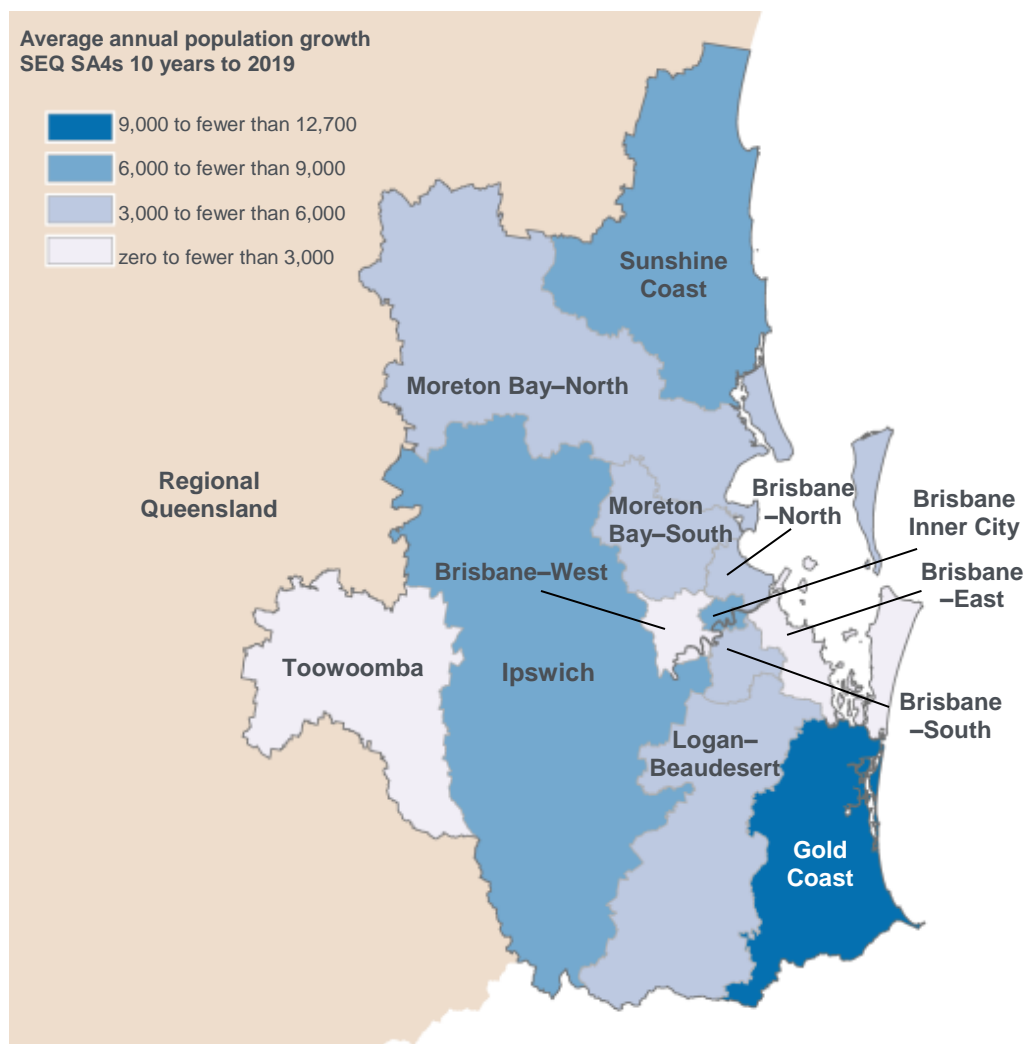 Average annual population growth
SEQ SA4s 10 years to 2019
9,000 to fewer than 12,700
6,000 to fewer than 9,000
3,000 to fewer than 6,000
zero to fewer than 3,000
Sunshine
Coast
Moreton Bay–North
Regional
Queensland
Moreton
Bay–South
Brisbane
–North
Brisbane
Inner City
Brisbane–West
Brisbane
–East
Toowoomba
Ipswich
Brisbane
–South
Logan–
Beaudesert
Gold
Coast